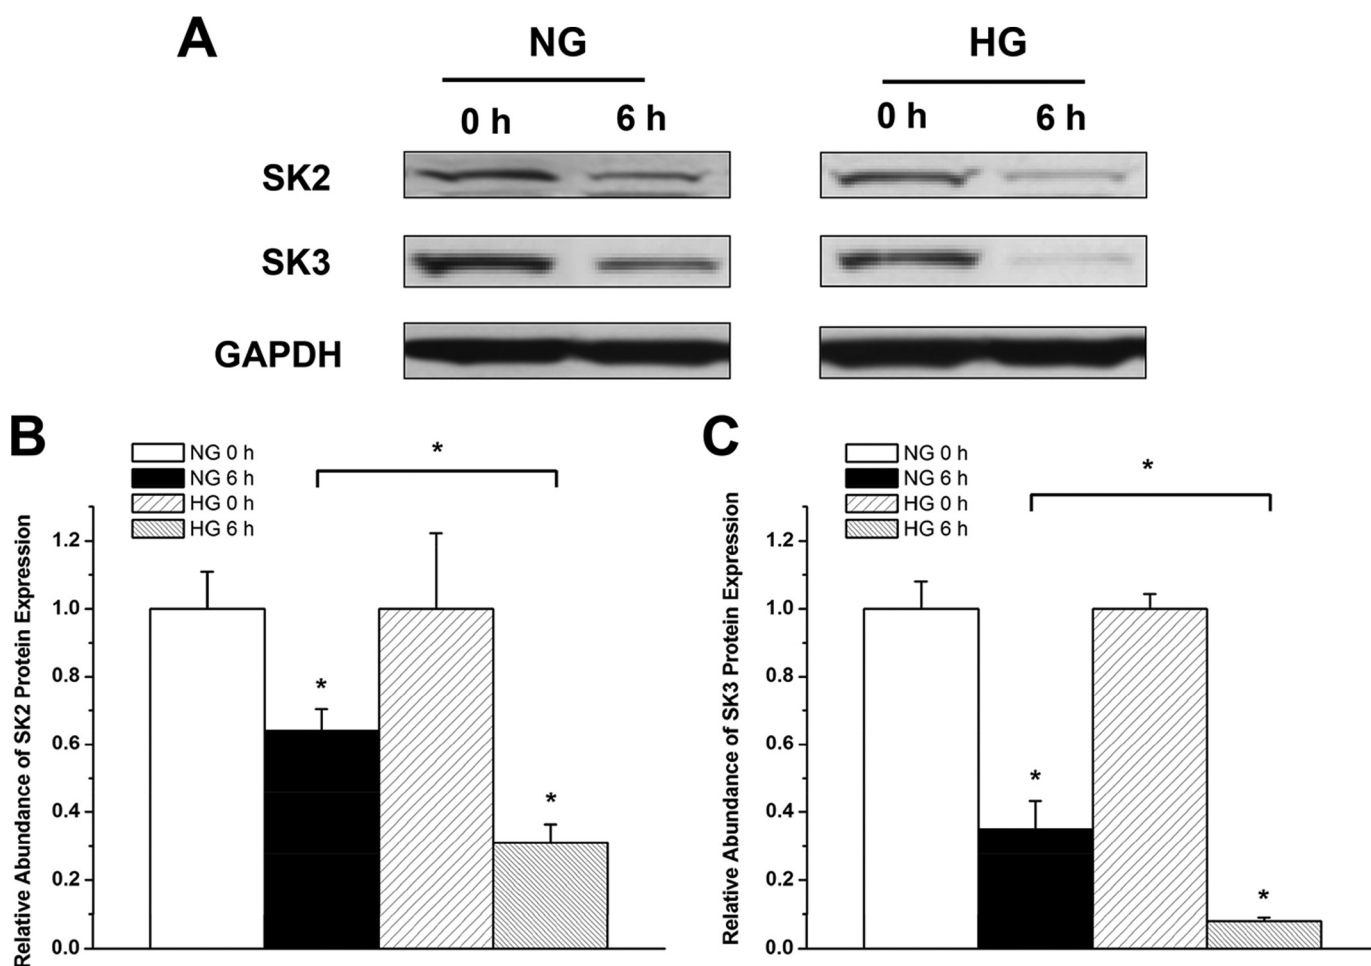 A
NG
HG
0 h
6 h
0 h
6 h
SK2
SK3
GAPDH
B
NG 0 h
NG 6 h
HG 0 h
HG 6 h
*
Relative Abundance of SK2 Protein Expression
1.2
1.0
0.8
0.6
0.4
0.2
0.0
*
*
C
NG 0 h
NG 6 h
HG 0 h
HG 6 h
*
Relative Abundance of SK3 Protein Expression
1.2
1.0
0.8
0.6
0.4
0.2
0.0
*
*